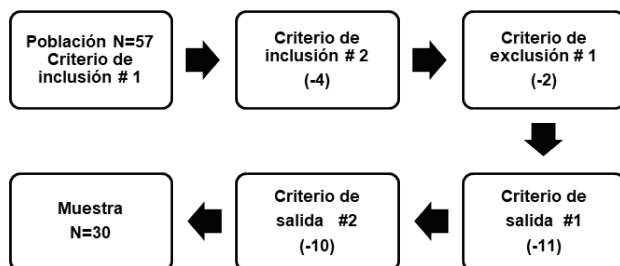 Población N=57
Criterio de
inclusión # 1
Criterio de
inclusión # 2
(-4)
Criterio de
exclusión # 1
(-2)
Criterio de
salida #1
(-11)
Criterio de
salida #2
(-10)
Muestra
N=30